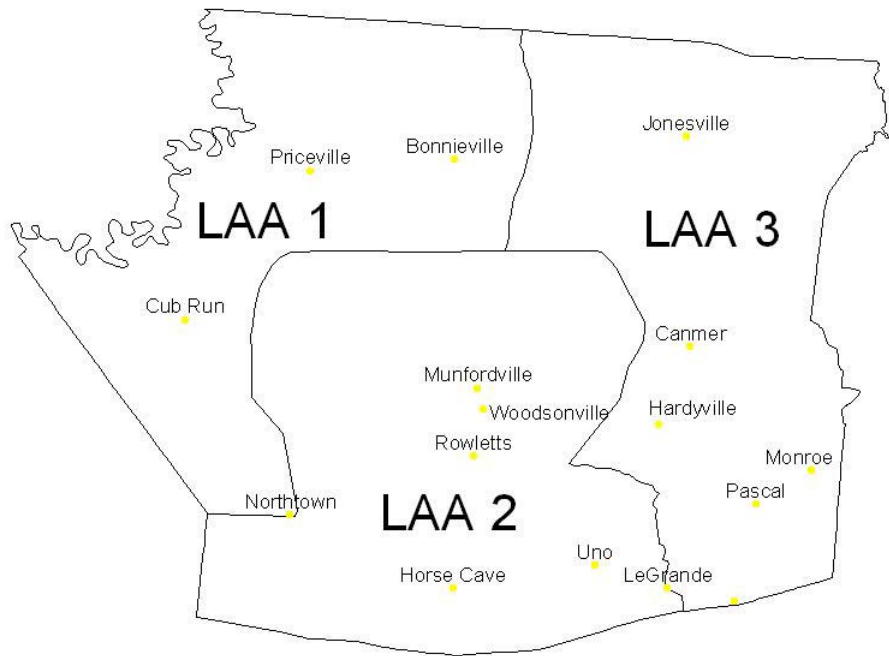 Jonesville
Bonnieville
Priceville
LAA 1
LAA 3
Cub Run
Canmer
Munfordville
Woodsonville
Hardyville
Rowletts
Monroe
Pascal
Northtown
LAA 2
Uno
Horse Cave
LeGrande